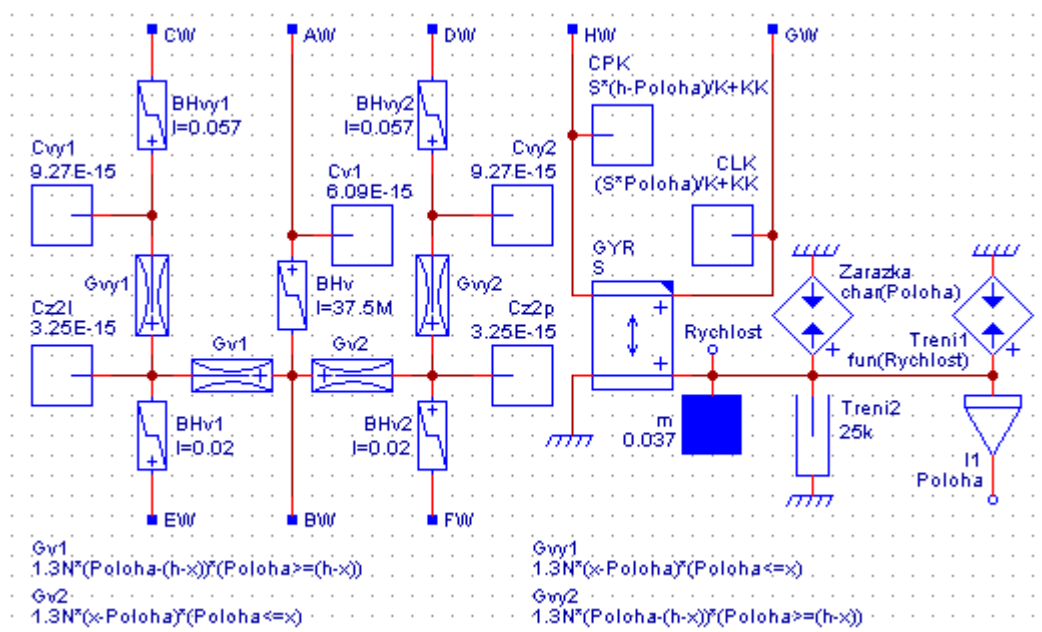 CW
AW
DW
HW
GW
CPK
S*(h-Poloha)/K+KK
BHvy1
l=0.057
BHvy2
l=0.057
Cvy1
9.27E-15
Cv1
6.09E-15
Cvy2
9.27E-15
CLK
(S*Poloha)/K+KK
GYR
S
Gvy1
BHv
l=37.5M
Gvy2
Zarazka
char(Poloha)
Cz2l
3.25E-15
Cz2p
3.25E-15
Gv1
Gv2
Rychlost
Treni1
fun(Rychlost)
BHv1
l=0.02
BHv2
l=0.02
m
0.037
Treni2
25k
I1
Poloha
EW
BW
FW
Gv1
1.3N*(Poloha-(h-x))*(Poloha>=(h-x))
Gvy1
1.3N*(x-Poloha)*(Poloha<=x)
Gv2
1.3N*(x-Poloha)*(Poloha<=x)
Gvy2
1.3N*(Poloha-(h-x))*(Poloha>=(h-x))